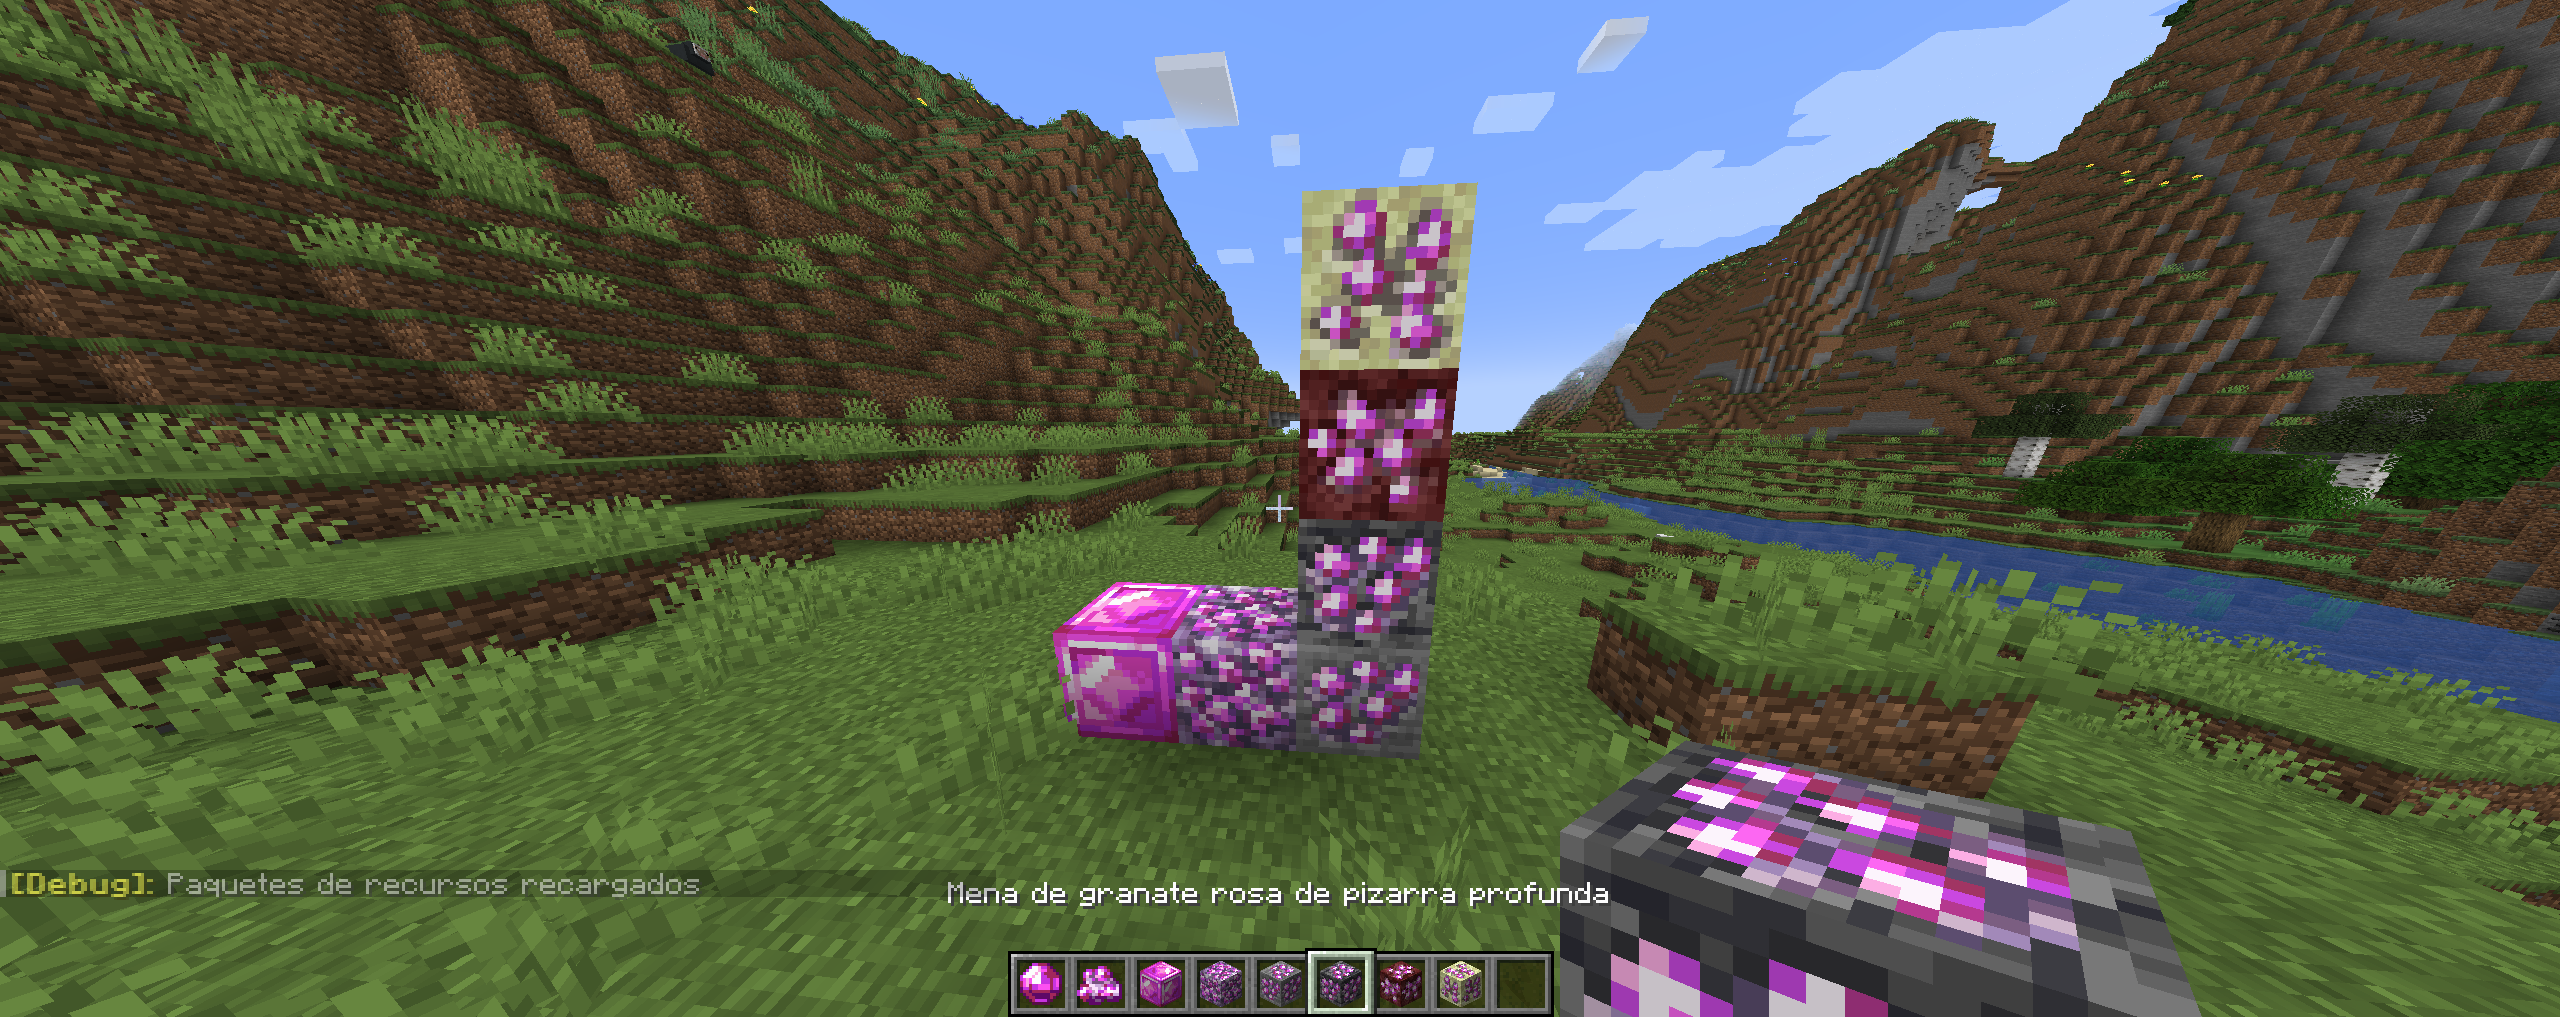 [Debug]: Paquetes de recursos recargados
Mena de granate rosa de pizarra profunda